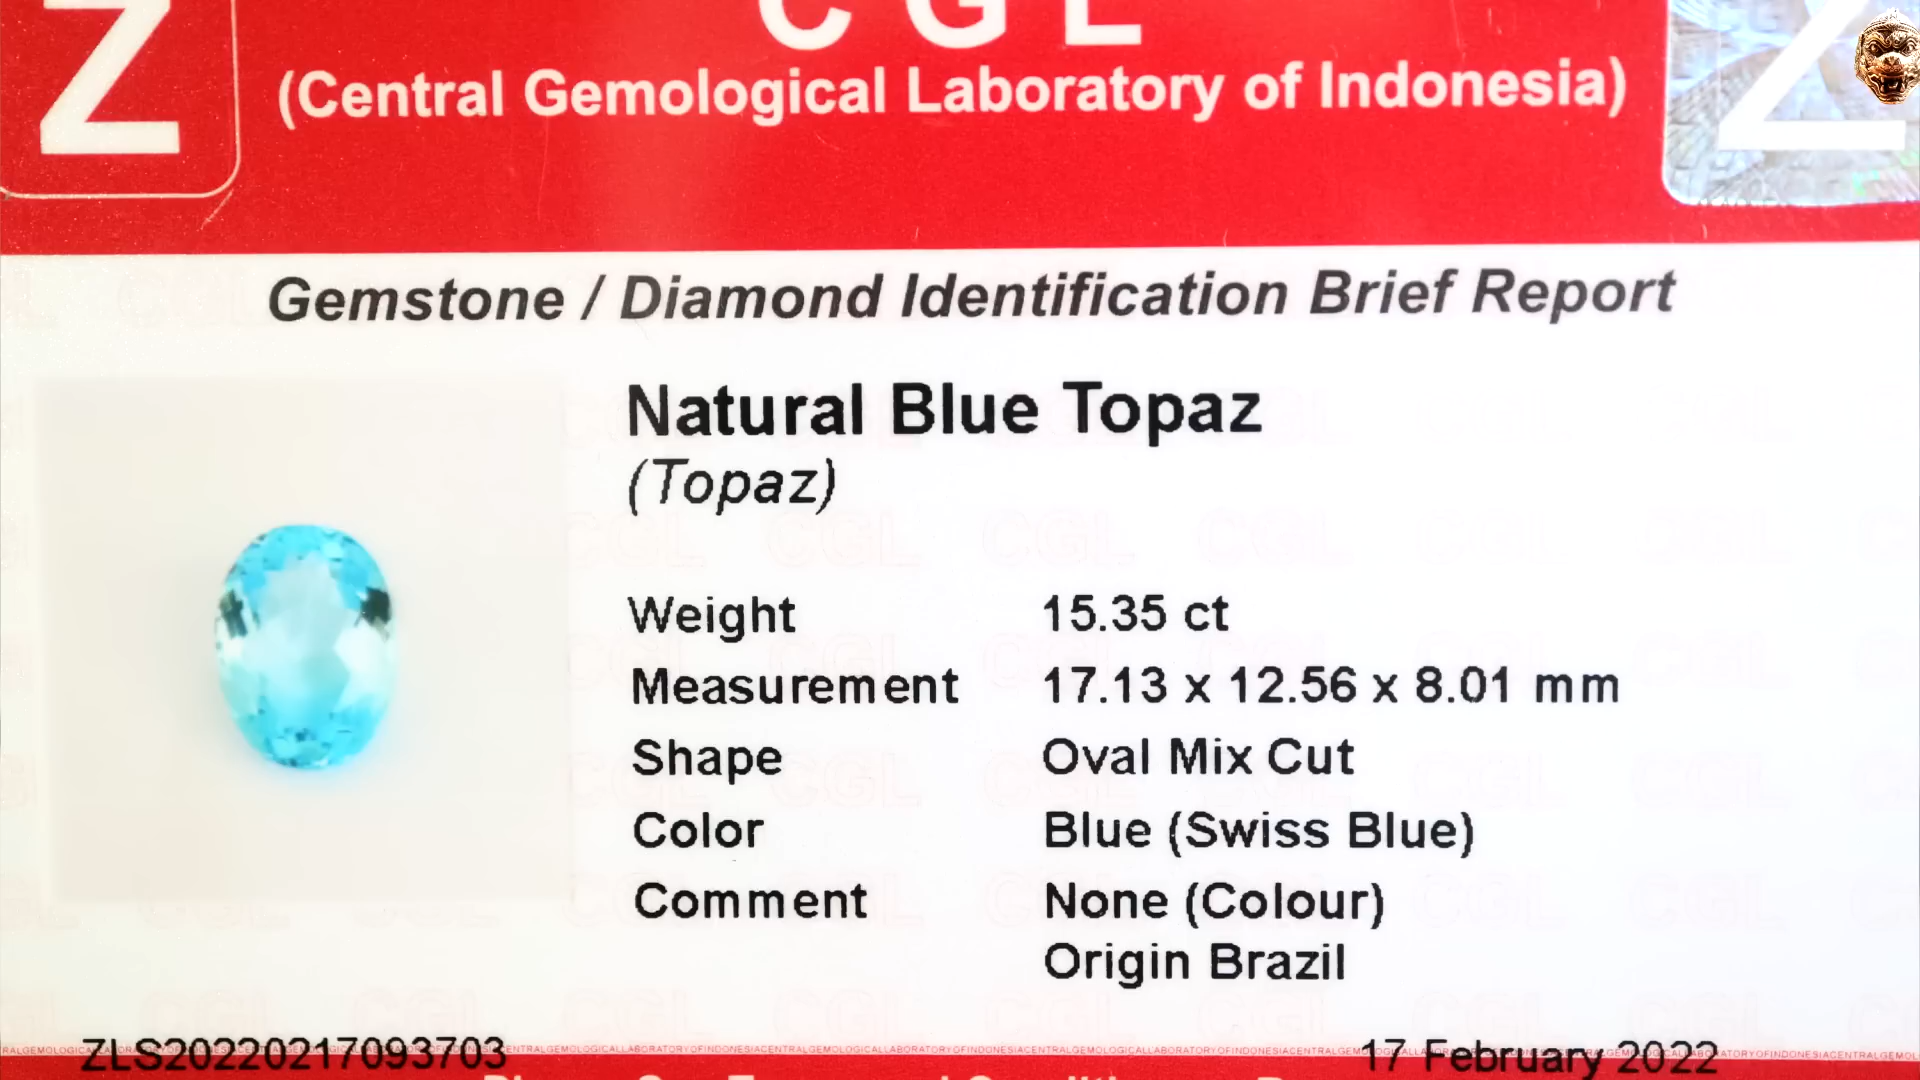 Z
CGL
Z
(Central Gemological Laboratory of Indonesia)
Gemstone / Diamond Identification Brief Report
Natural Blue Topaz
(Topaz)
Weight 15.35 ct
Measurement 17.13 x 12.56 x 8.01 mm
Shape Oval Mix Cut
Color Blue (Swiss Blue)
Comment None (Colour)
Origin Brazil
ZLS20220217093703
17 February 2022